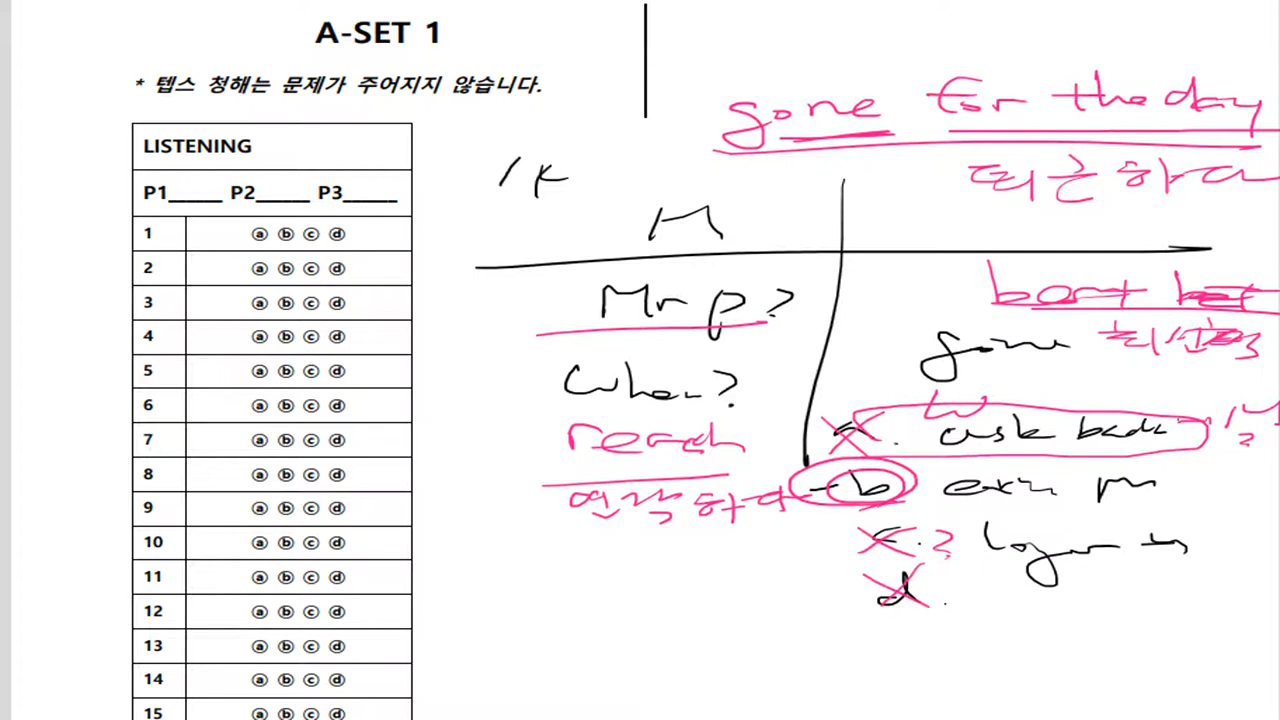 A-SET 1
* 텝스 청해는 문제가 주어지지 않습니다.
LISTENING
P1_____ P2_____ P3_____
1 ⓐ ⓑ ⓒ ⓓ
2 ⓐ ⓑ ⓒ ⓓ
3 ⓐ ⓑ ⓒ ⓓ
4 ⓐ ⓑ ⓒ ⓓ
5 ⓐ ⓑ ⓒ ⓓ
6 ⓐ ⓑ ⓒ ⓓ
7 ⓐ ⓑ ⓒ ⓓ
8 ⓐ ⓑ ⓒ ⓓ
9 ⓐ ⓑ ⓒ ⓓ
10 ⓐ ⓑ ⓒ ⓓ
11 ⓐ ⓑ ⓒ ⓓ
12 ⓐ ⓑ ⓒ ⓓ
13 ⓐ ⓑ ⓒ ⓓ
14 ⓐ ⓑ ⓒ ⓓ
15
gone for the day
퇴근하다
M
Mr p?
When?
reach
연락하다
gone
ask
b
d.